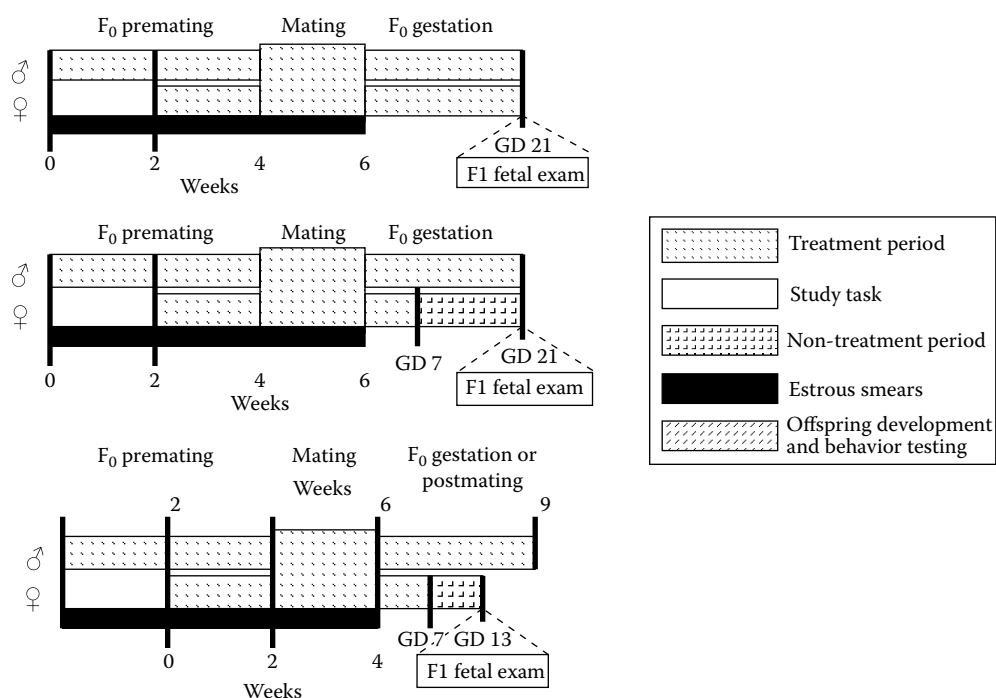 F₀ premating Mating F₀ gestation
♂
♀
GD 21
0 2 4 6
Weeks
F1 fetal exam
F₀ premating Mating F₀ gestation
♂
♀
GD 7 GD 21
0 2 4 6
Weeks
F1 fetal exam
F₀ premating Mating F₀ gestation or
Weeks postmating
2 6 9
♂
♀
GD 7 GD 13
0 2 4
F1 fetal exam
Weeks
Treatment period
Study task
Non-treatment period
Estrous smears
Offspring development
and behavior testing